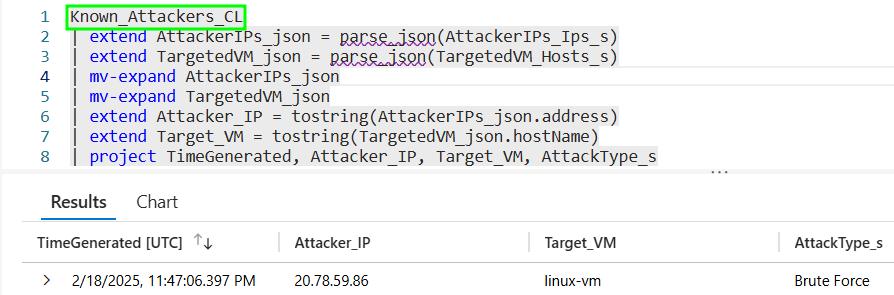 1 Known_Attackers_CL
2 | extend AttackerIPs_json = parse_json(AttackerIPs_Ips_s)
3 | extend TargetedVM_json = parse_json(TargetedVM_Hosts_s)
4 | mv-expand AttackerIPs_json
5 | mv-expand TargetedVM_json
6 | extend Attacker_IP = tostring(AttackerIPs_json.address)
7 | extend Target_VM = tostring(TargetedVM_json.hostName)
8 | project TimeGenerated, Attacker_IP, Target_VM, AttackType_s
...
Results Chart
TimeGenerated [UTC] ↑↓ Attacker_IP Target_VM AttackType_s
> 2/18/2025, 11:47:06.397 PM 20.78.59.86 linux-vm Brute Force